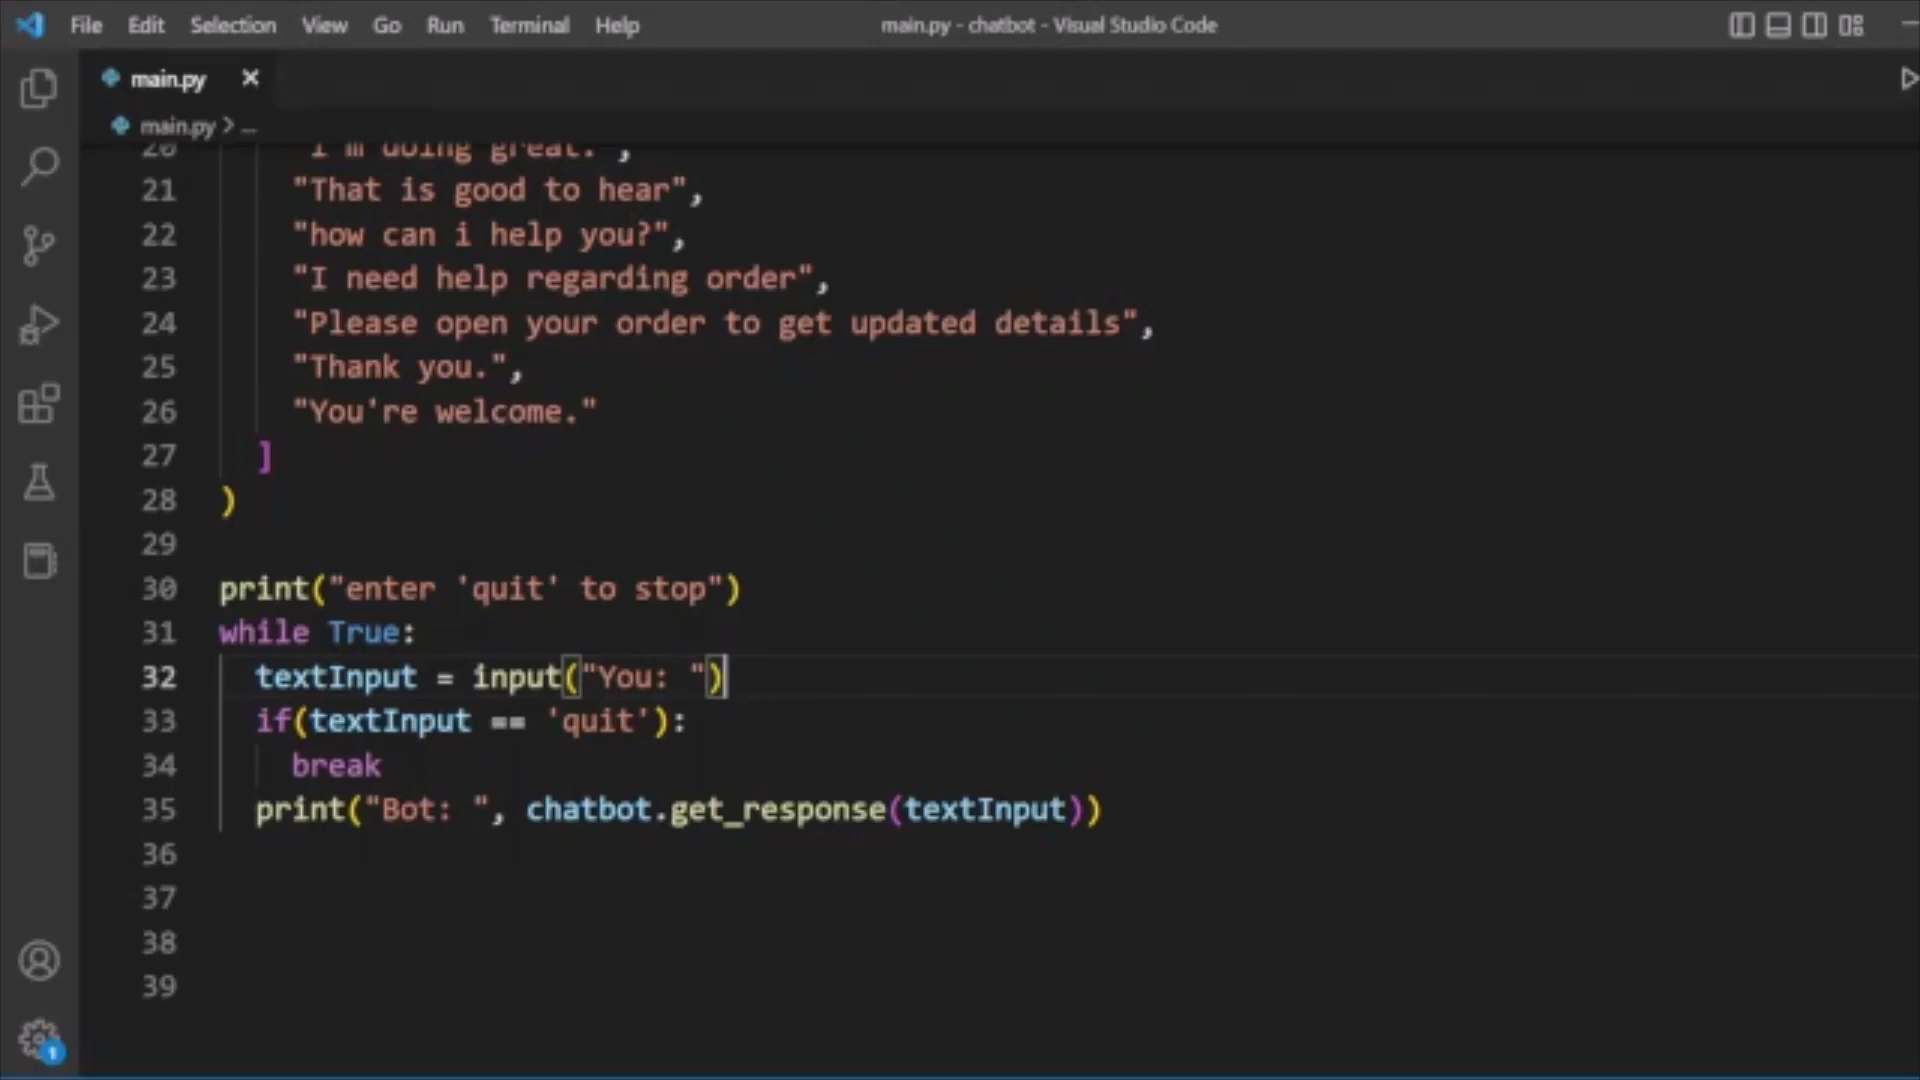 File Edit Selection View Go Run Terminal Help main.py - chatbot - Visual Studio Code
main.py
main.py > ...
20 "I'm doing great.",
21 "That is good to hear",
22 "how can i help you?",
23 "I need help regarding order",
24 "Please open your order to get updated details",
25 "Thank you.",
26 "You're welcome."
27 ]
28 )
29
30 print("enter 'quit' to stop")
31 while True:
32 textInput = input("You: ")
33 if(textInput == 'quit'):
34 break
35 print("Bot: ", chatbot.get_response(textInput))
36
37
38
39
1